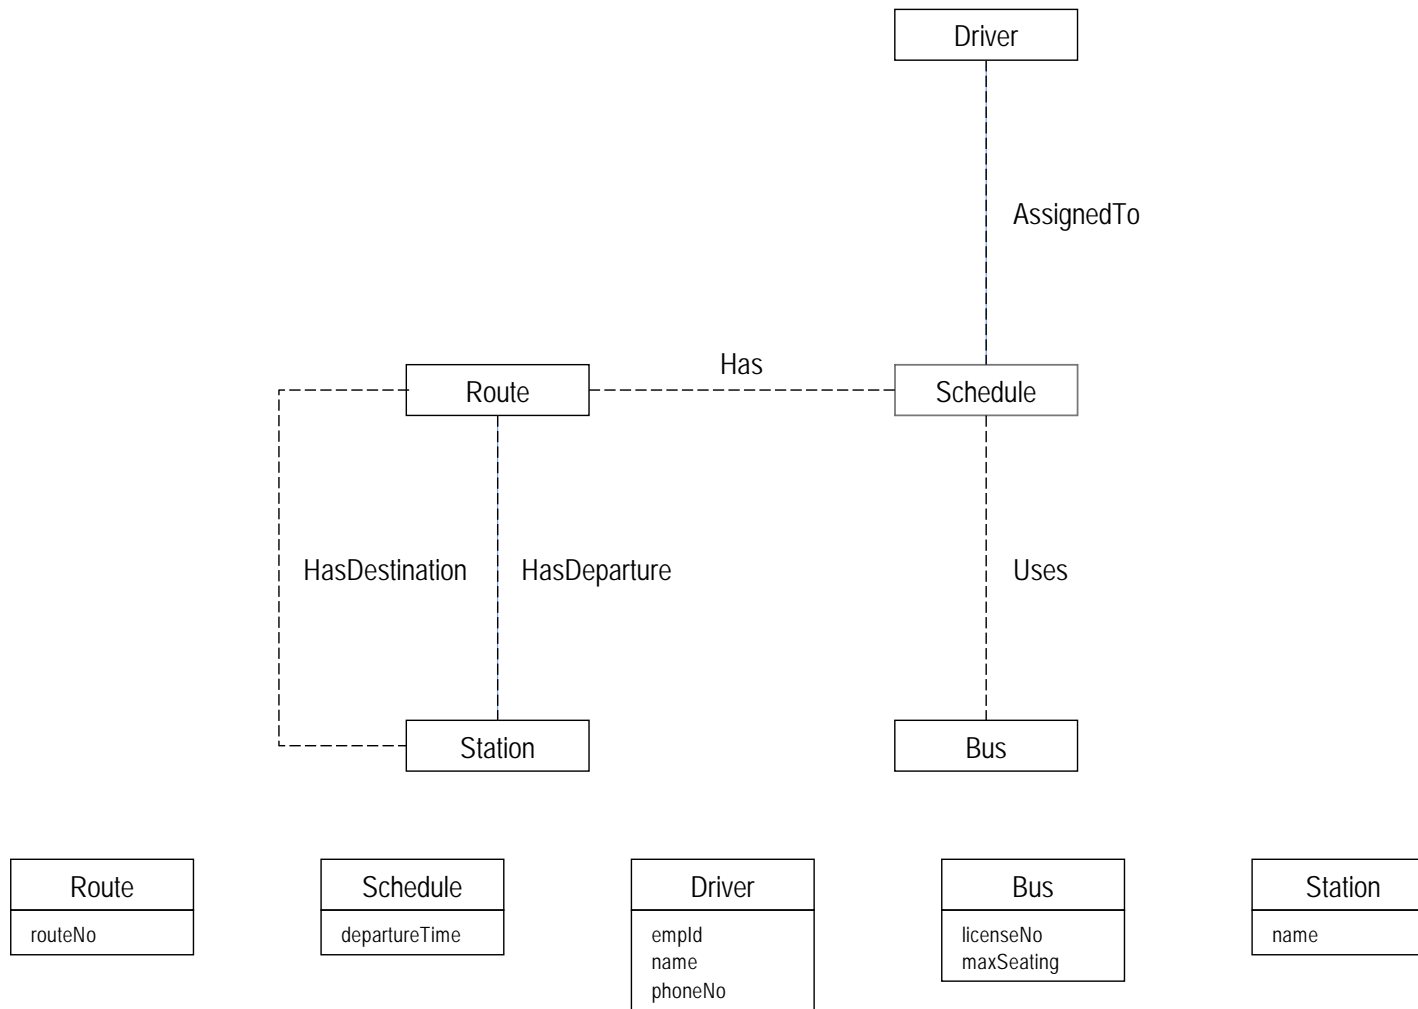 Driver
AssignedTo
Has
Route
Schedule
HasDestination
HasDeparture
Uses
Station
Bus
Route
routeNo
Schedule
departureTime
Driver
empId
name
phoneNo
Bus
licenseNo
maxSeating
Station
name